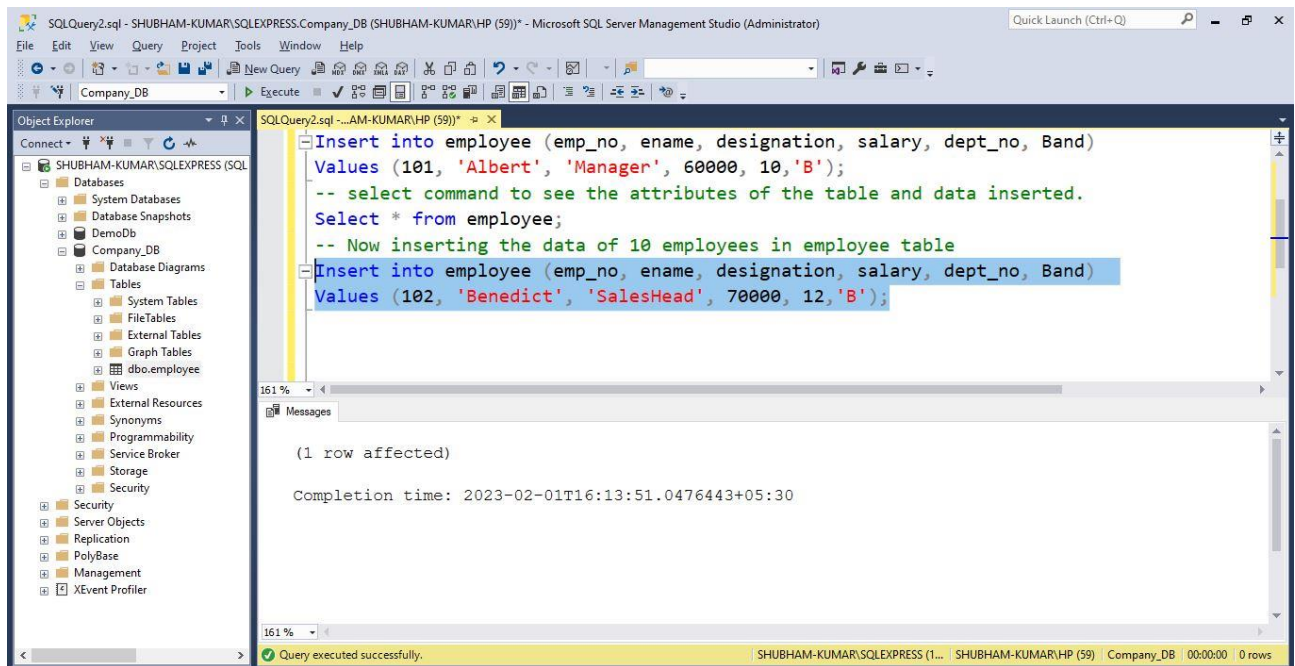 SQLQuery2.sql - SHUBHAM-KUMAR\SQLEXPRESS.Company_DB (SHUBHAM-KUMAR\HP (59))* - Microsoft SQL Server Management Studio (Administrator)
Quick Launch (Ctrl+Q)
File Edit View Query Project Tools Window Help
New Query
Company_DB
Execute
Object Explorer
Connect
SHUBHAM-KUMAR\SQLEXPRESS (SQL
Databases
System Databases
Database Snapshots
DemoDb
Company_DB
Database Diagrams
Tables
System Tables
FileTables
External Tables
Graph Tables
dbo.employee
Views
External Resources
Synonyms
Programmability
Service Broker
Storage
Security
Security
Server Objects
Replication
PolyBase
Management
XEvent Profiler
SQLQuery2.sql -...AM-KUMAR\HP (59))*
Insert into employee (emp_no, ename, designation, salary, dept_no, Band)
Values (101, 'Albert', 'Manager', 60000, 10,'B');
-- select command to see the attributes of the table and data inserted.
Select * from employee;
-- Now inserting the data of 10 employees in employee table
Insert into employee (emp_no, ename, designation, salary, dept_no, Band)
Values (102, 'Benedict', 'SalesHead', 70000, 12,'B');
161 %
Messages
(1 row affected)
Completion time: 2023-02-01T16:13:51.0476443+05:30
161 %
Query executed successfully.
SHUBHAM-KUMAR\SQLEXPRESS (1... SHUBHAM-KUMAR\HP (59) Company_DB 00:00:00 0 rows